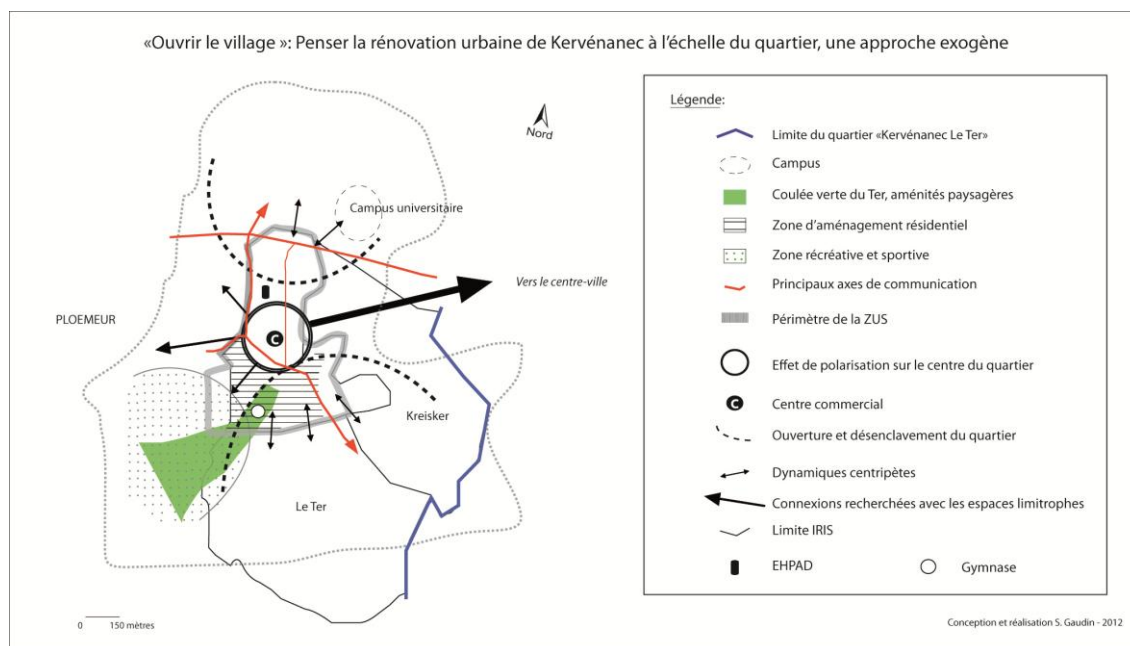 «Ouvrir le village »: Penser la rénovation urbaine de Kervénanec à l’échelle du quartier, une approche exogène
Nord
Campus universitaire
Vers le centre-ville
PLOEMEUR
C
Kreisker
Le Ter
0 150 mètres
Légende:
Limite du quartier «Kervénanec Le Ter»
Campus
Coulée verte du Ter, aménités paysagères
Zone d’aménagement résidentiel
Zone récréative et sportive
Principaux axes de communication
Périmètre de la ZUS
Effet de polarisation sur le centre du quartier
C Centre commercial
Ouverture et désenclavement du quartier
Dynamiques centripètes
Connexions recherchées avec les espaces limitrophes
Limite IRIS
EHPAD Gymnase
Conception et réalisation S. Gaudin - 2012